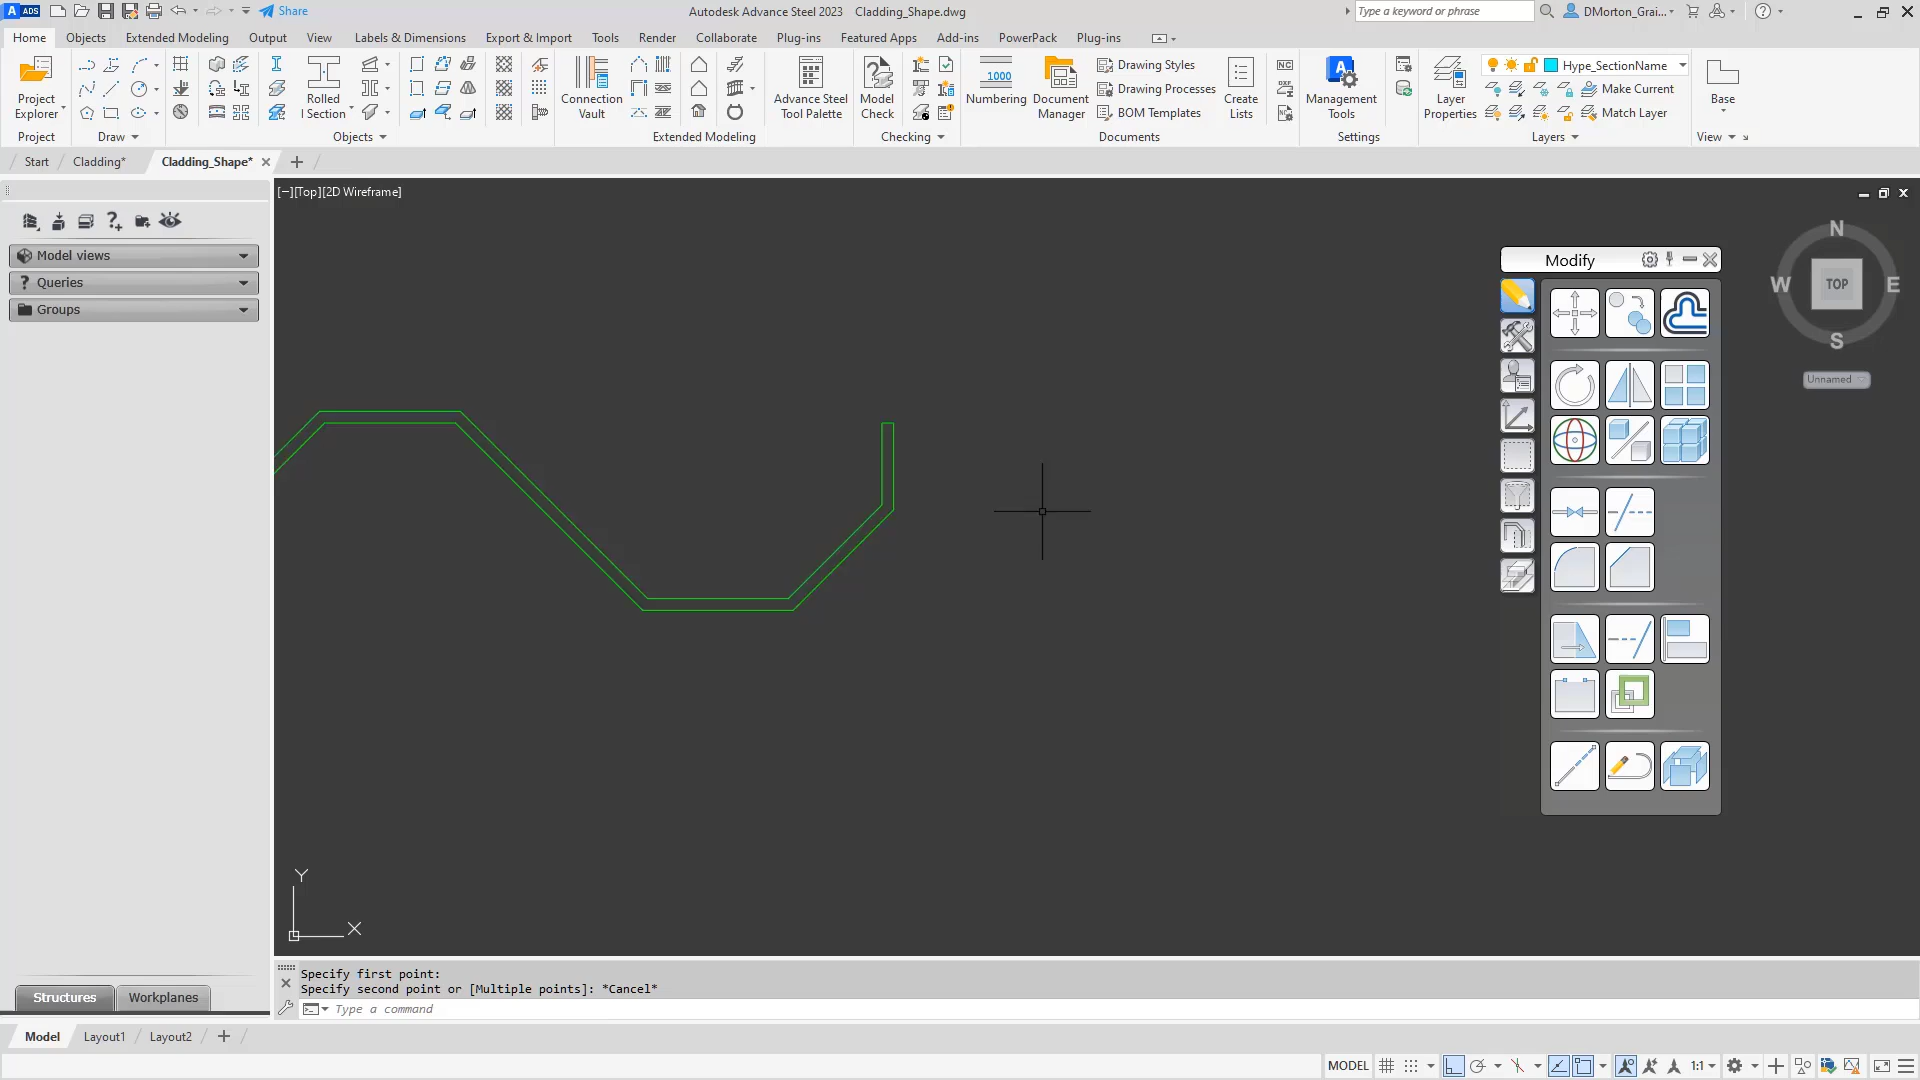 A ADS
Share
Autodesk Advance Steel 2023 Cladding_Shape.dwg
Type a keyword or phrase
DMorton_Grai...
Home Objects Extended Modeling Output View Labels & Dimensions Export & Import Tools Render Collaborate Plug-ins Featured Apps Add-ins PowerPack Plug-ins
Project Explorer
Rolled I Section
Connection Vault
Advance Steel Tool Palette
Model Check
1000
Numbering
Document Manager
Drawing Styles
Drawing Processes
BOM Templates
Create Lists
NC
DXF
Management Tools
Layer Properties
Hype_SectionName
Make Current
Match Layer
Base
Project Draw Objects Extended Modeling Checking Documents Settings Layers View
Start Cladding* Cladding_Shape*
[−][Top][2D Wireframe]
Model views
Queries
Groups
Modify
N
W TOP E
S
Unnamed
Y
X
Specify first point:
Specify second point or [Multiple points]: *Cancel*
Type a command
Structures Workplanes
Model Layout1 Layout2
MODEL
1:1